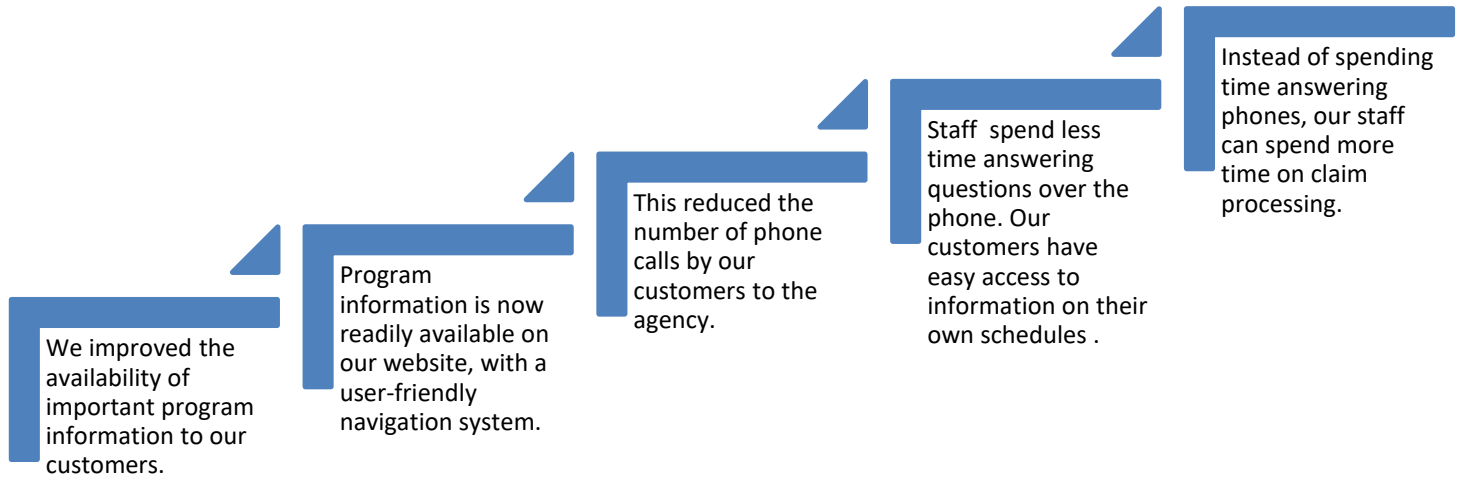 We improved the
availability of
important program
information to our
customers.
Program
information is now
readily available on
our website, with a
user-friendly
navigation system.
This reduced the
number of phone
calls by our
customers to the
agency.
Staff  spend less
time answering
questions over the
phone. Our
customers have
easy access to
information on their
own schedules .
Instead of spending
time answering
phones, our staff
can spend more
time on claim
processing.